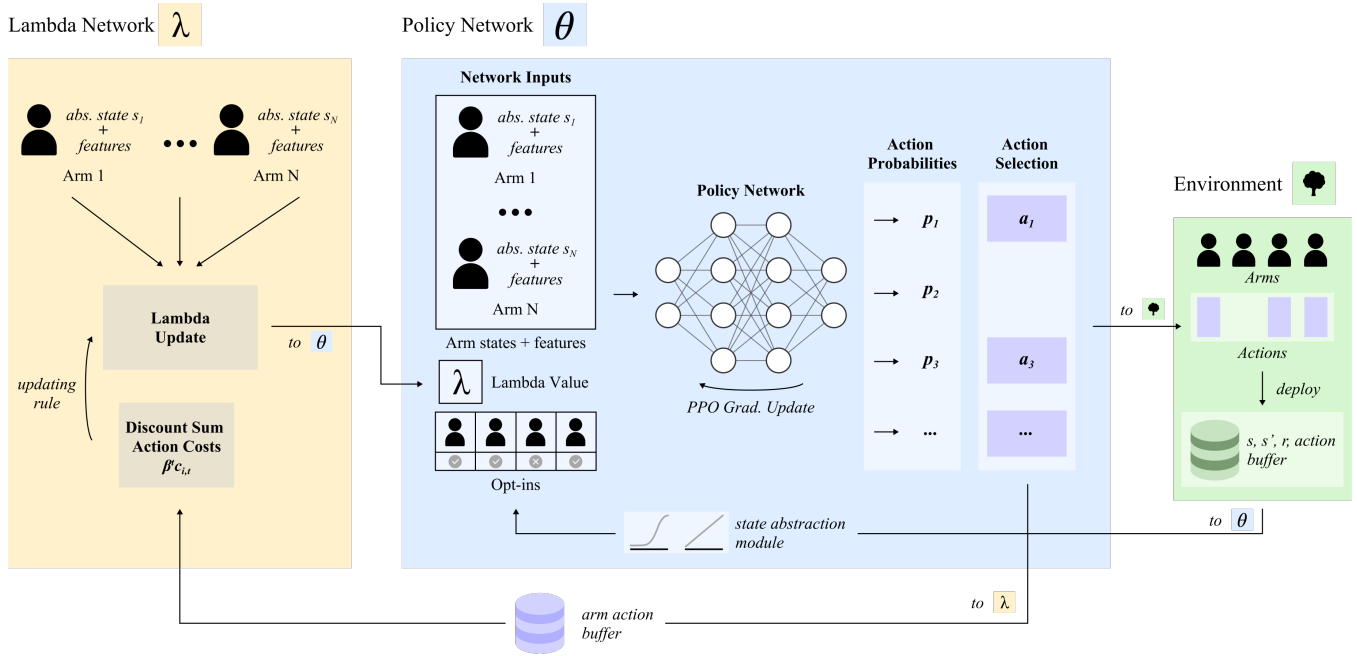 Lambda Network λ
abs. state s1
+
features
Arm 1
abs. state sN
+
features
Arm N
Lambda
Update
updating
rule
Discount Sum
Action Costs
βᵗcᵢ,ₜ
to θ
Policy Network θ
Network Inputs
abs. state s1
+
features
Arm 1
abs. state sN
+
features
Arm N
Arm states + features
λ Lambda Value
Opt-ins
Policy Network
PPO Grad. Update
Action
Probabilities
p1
p2
p3
...
Action
Selection
a1
a3
...
state abstraction
module
to
Environment
Arms
Actions
deploy
s, s', r, action
buffer
to θ
to λ
arm action
buffer